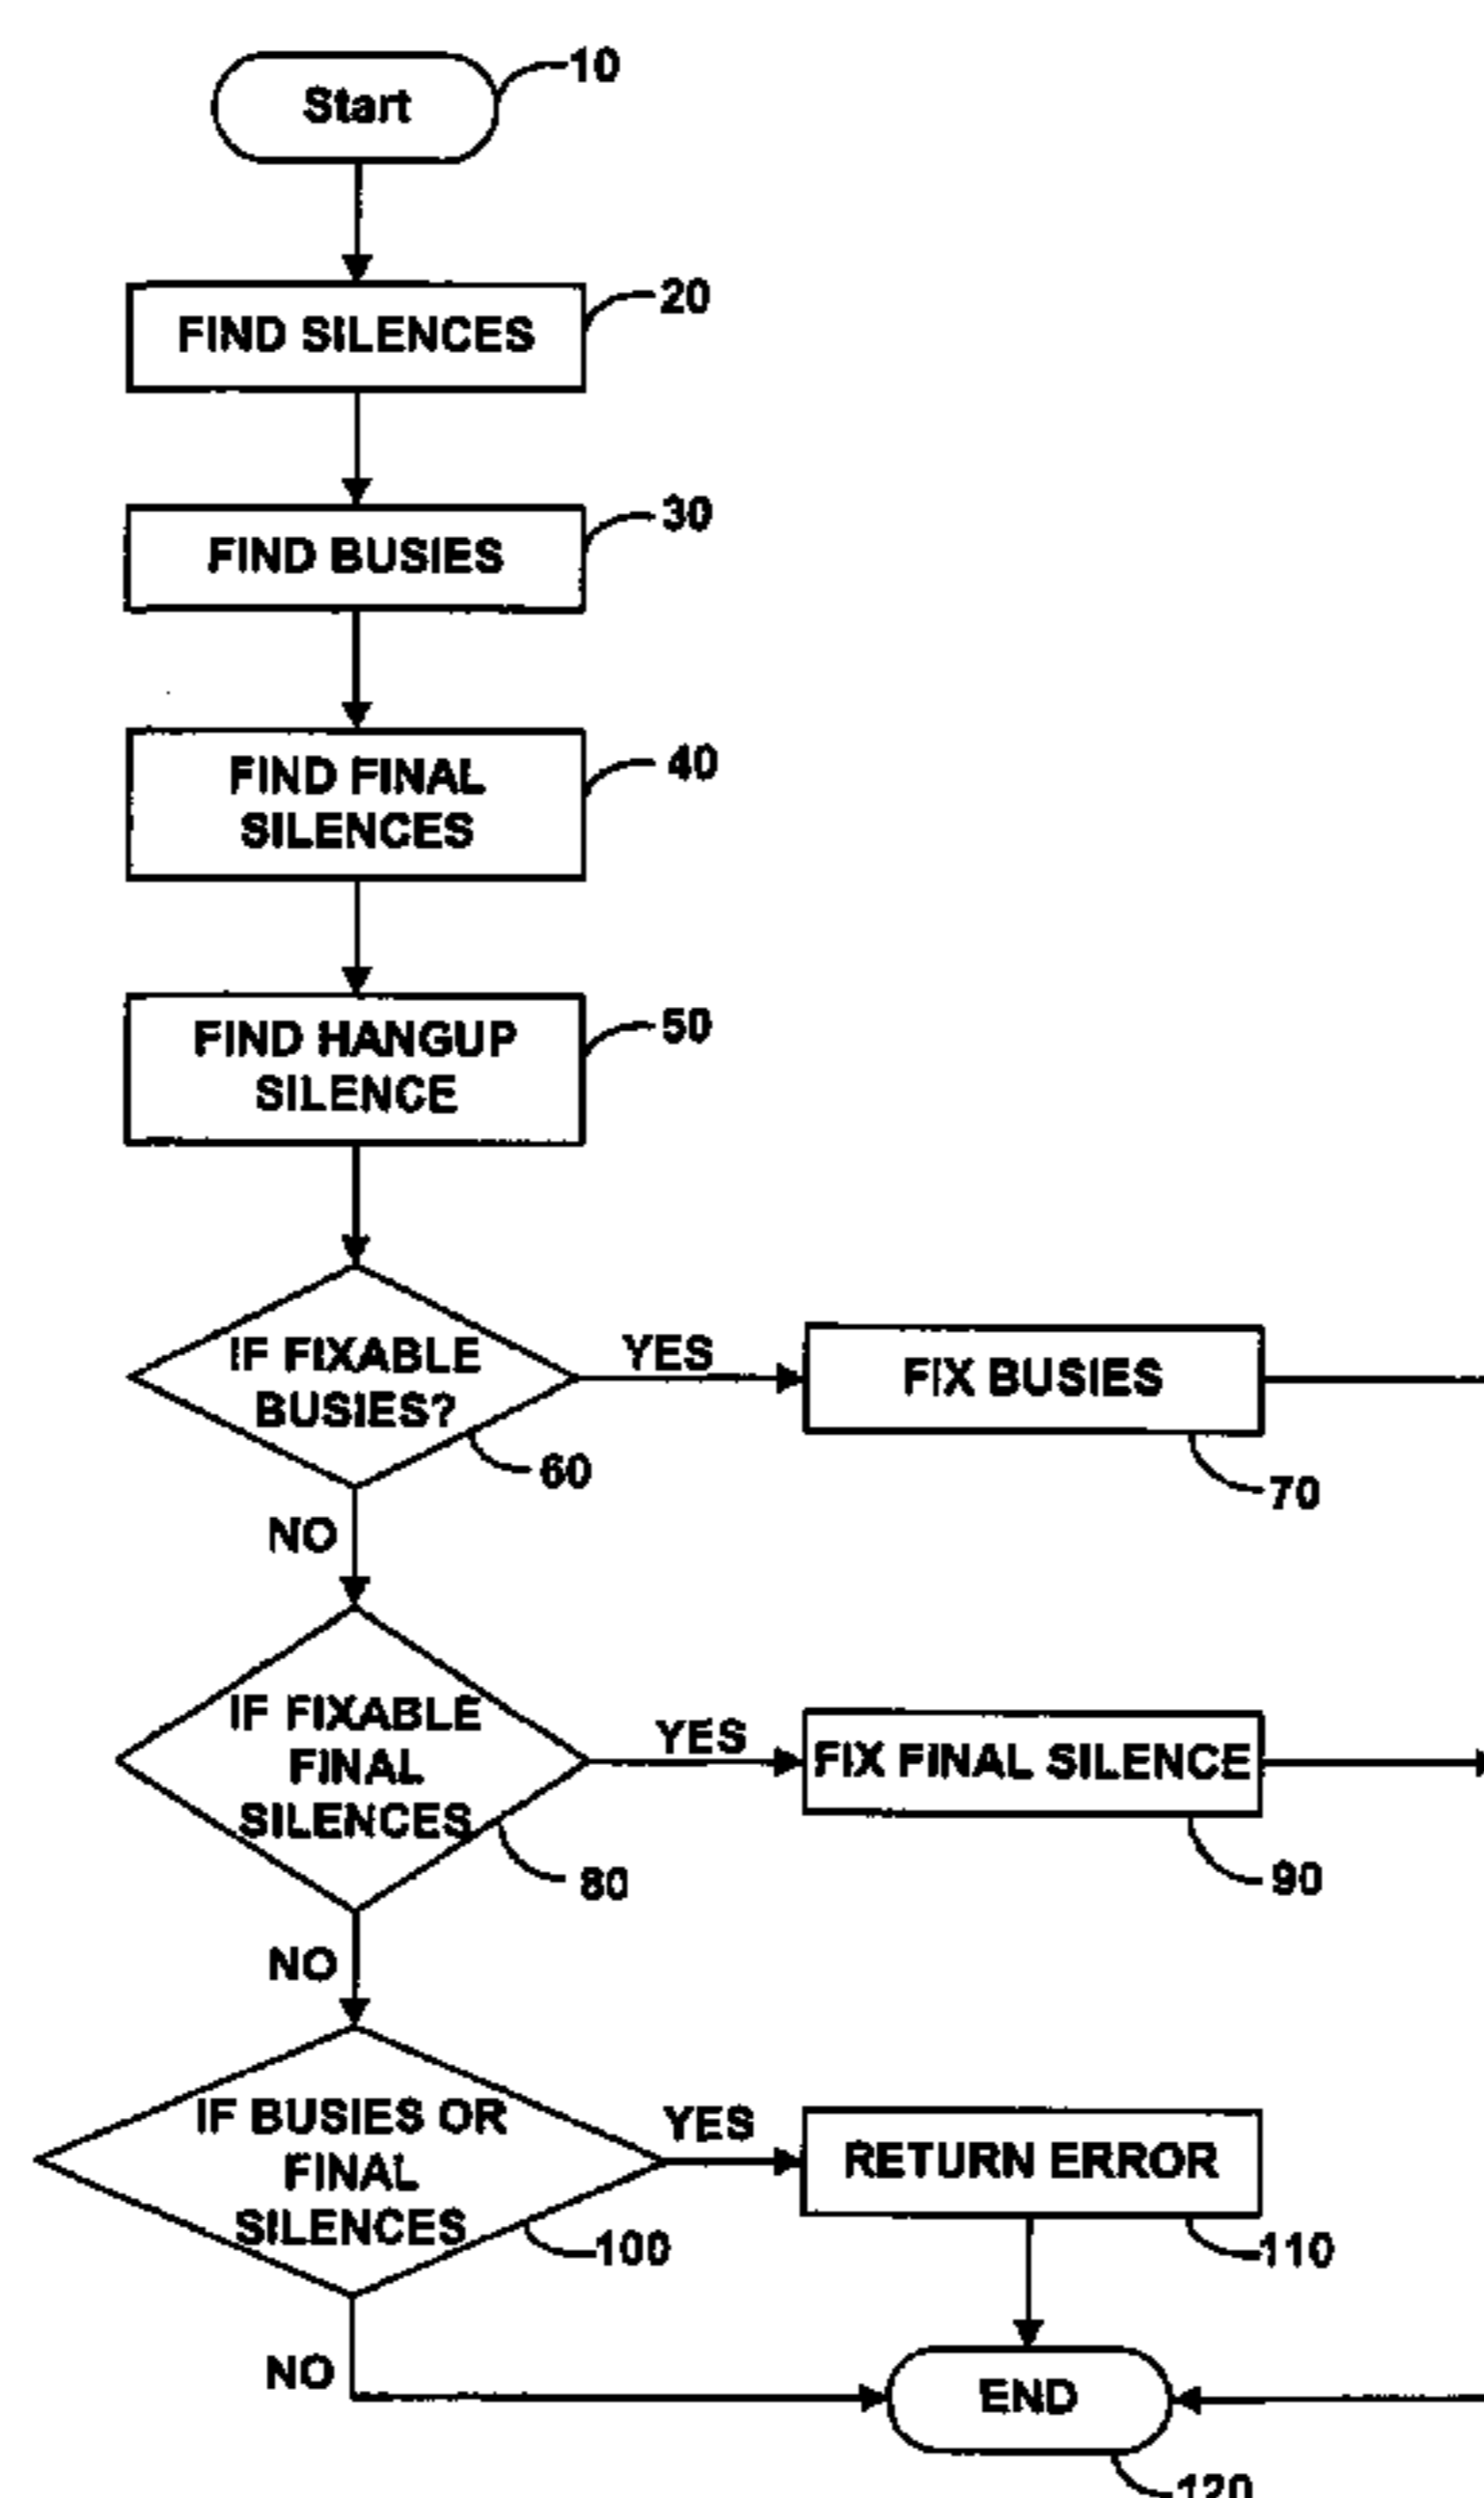 10
Start
20
FIND SILENCES
30
FIND BUSIES
40
FIND FINAL
SILENCES
50
FIND HANGUP
SILENCE
IF FIXABLE
BUSIES?
YES
FIX BUSIES
60
70
NO
IF FIXABLE
FINAL
SILENCES
YES
FIX FINAL SILENCE
80
90
NO
IF BUSIES OR
FINAL
SILENCES
YES
RETURN ERROR
100
110
NO
END
120